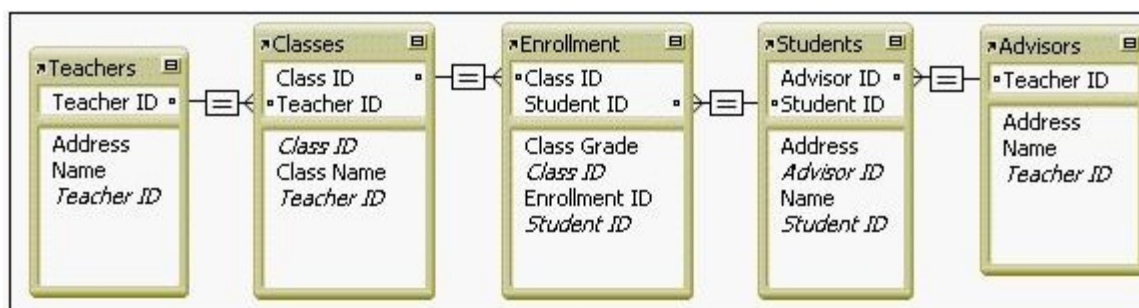 Teachers
Teacher ID
Address
Name
Teacher ID
Classes
Class ID
Teacher ID
Class ID
Class Name
Teacher ID
Enrollment
Class ID
Student ID
Class Grade
Class ID
Enrollment ID
Student ID
Students
Advisor ID
Student ID
Address
Advisor ID
Name
Student ID
Advisors
Teacher ID
Address
Name
Teacher ID